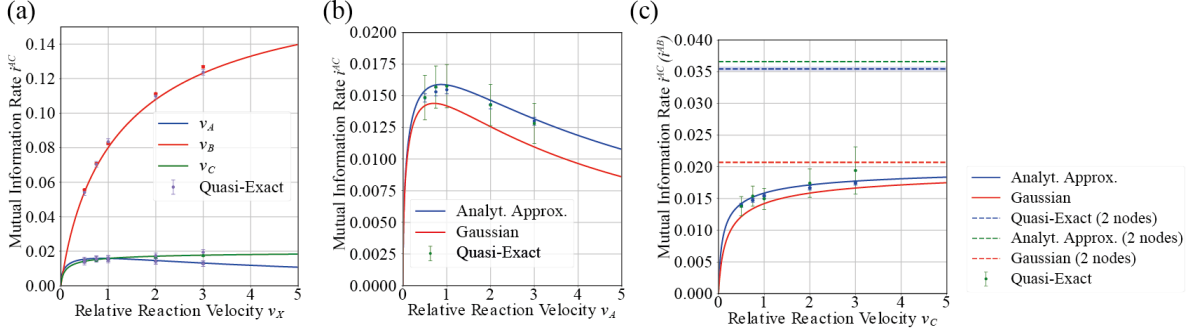 (a)
Mutual Information Rate i^AC
0.14
0.12
0.10
0.08
0.06
0.04
0.02
0.00
v_A
v_B
v_C
Quasi-Exact
0 1 2 3 4 5
Relative Reaction Velocity v_X
(b)
Mutual Information Rate i^AC
0.0200
0.0175
0.0150
0.0125
0.0100
0.0075
0.0050
0.0025
0.0000
Analyt. Approx.
Gaussian
Quasi-Exact
0 1 2 3 4 5
Relative Reaction Velocity v_A
(c)
Mutual Information Rate i^AC (i^AB)
0.040
0.035
0.030
0.025
0.020
0.015
0.010
0.005
0.000
0 1 2 3 4 5
Relative Reaction Velocity v_C
Analyt. Approx.
Gaussian
Quasi-Exact (2 nodes)
Analyt. Approx. (2 nodes)
Gaussian (2 nodes)
Quasi-Exact